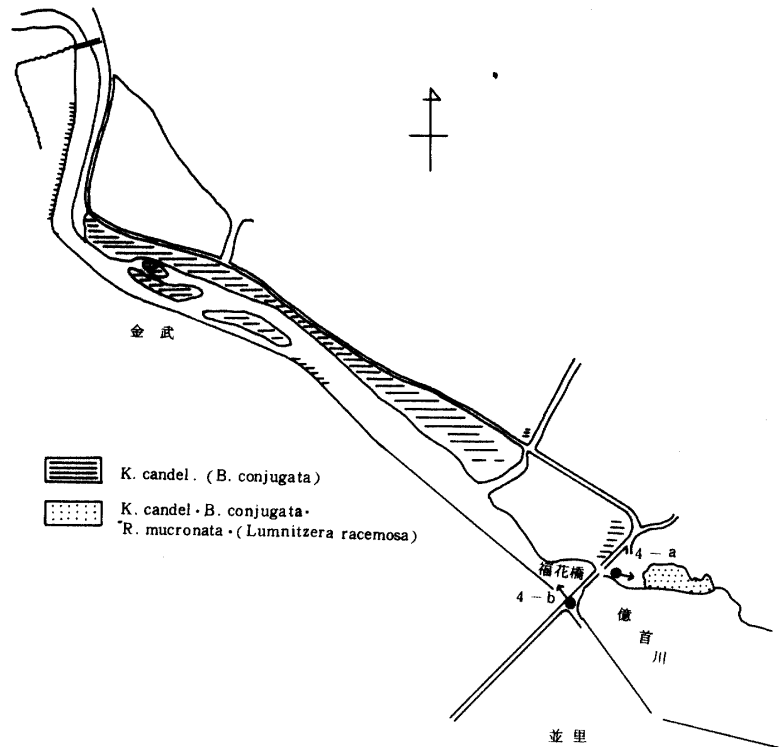 金武
K. candel. (B. conjugata)
K. candel・B. conjugata・
R. mucronata・(Lumnitzera racemosa)
4－a
福花橋
4－b
億首川
並里